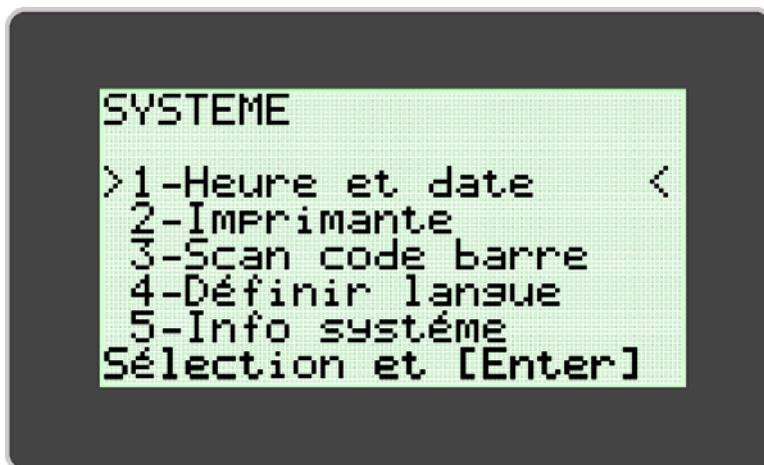 SYSTEME
>1-Heure et date <
2-Imprimante
3-Scan code barre
4-Définir langue
5-Info systéme
Sélection et [Enter]